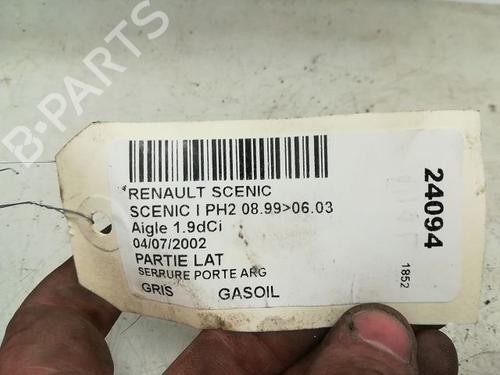 *RENAULT SCENIC
SCENIC I PH2 08.99>06.03
Aigle 1.9dCi
04/07/2002
PARTIE LAT
SERRURE PORTE ARG
GRIS GASOIL
24094
1852
B-PARTS